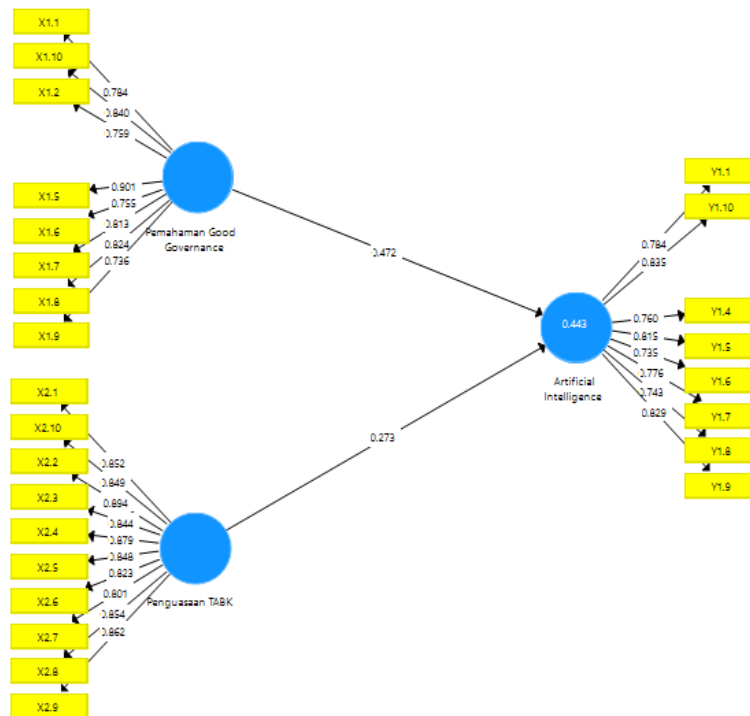 X1.1
X1.10
X1.2
X1.5
X1.6
X1.7
X1.8
X1.9
0.784
0.840
0.759
0.901
0.755
0.813
0.824
0.736
Pemahaman Good
Governance
0.472
X2.1
X2.10
X2.2
X2.3
X2.4
X2.5
X2.6
X2.7
X2.8
X2.9
0.852
0.849
0.894
0.844
0.879
0.848
0.823
0.801
0.854
0.862
Penguasaan TABK
0.273
0.443
Artificial
Intelligence
0.784
0.835
0.760
0.815
0.735
0.776
0.743
0.829
Y1.1
Y1.10
Y1.4
Y1.5
Y1.6
Y1.7
Y1.8
Y1.9